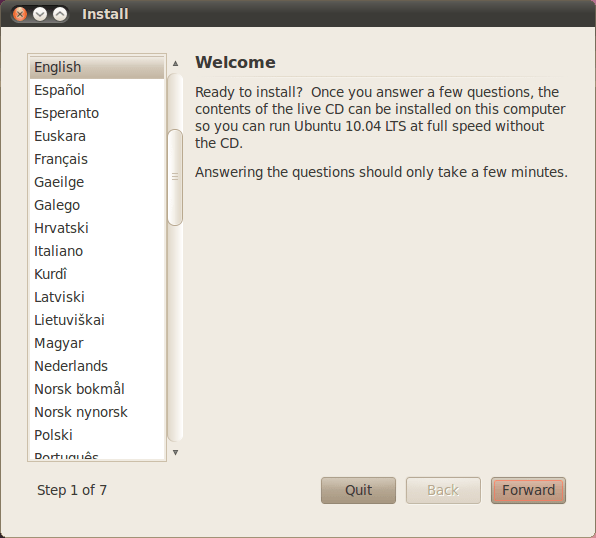 Install
English
Español
Esperanto
Euskara
Français
Gaeilge
Galego
Hrvatski
Italiano
Kurdî
Latviski
Lietuviškai
Magyar
Nederlands
Norsk bokmål
Norsk nynorsk
Polski
Português
Welcome
Ready to install?  Once you answer a few questions, the
contents of the live CD can be installed on this computer
so you can run Ubuntu 10.04 LTS at full speed without
the CD.
Answering the questions should only take a few minutes.
Step 1 of 7
Quit
Back
Forward